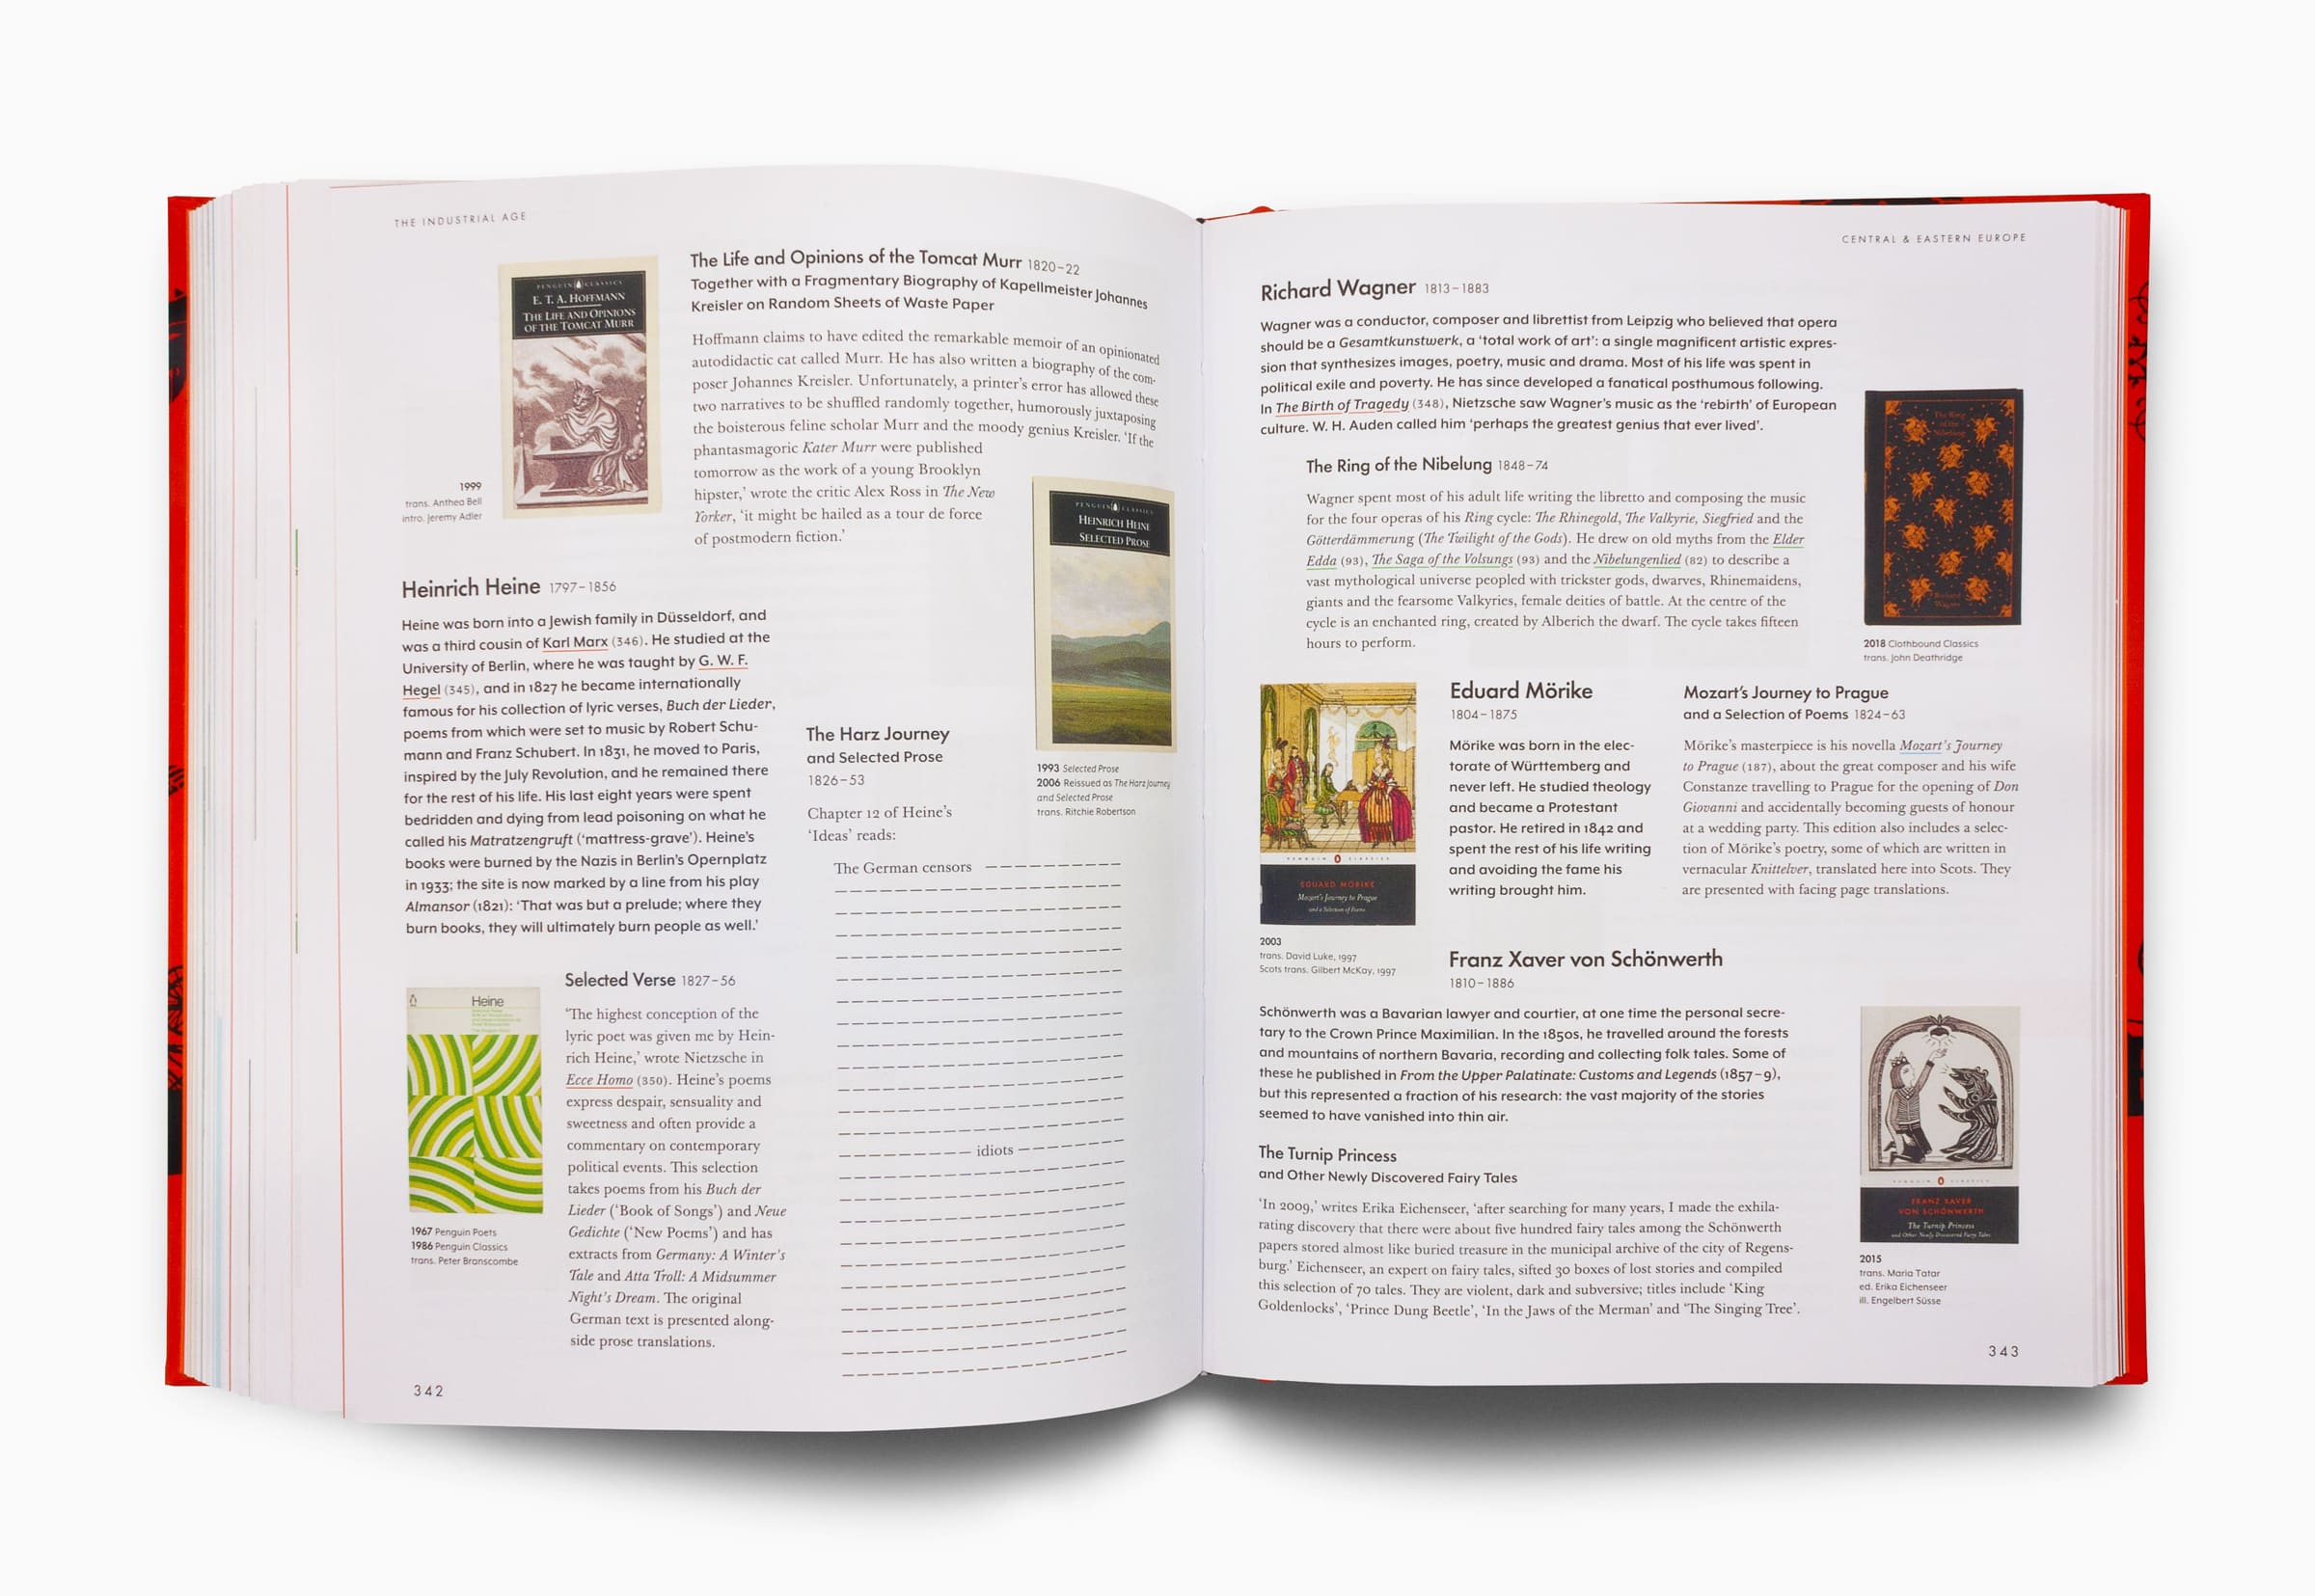 THE INDUSTRIAL AGE
PENGUIN CLASSICS
E. T. A. HOFFMANN
THE LIFE AND OPINIONS
OF THE TOMCAT MURR
1999
trans. Anthea Bell
intro. Jeremy Adler
The Life and Opinions of the Tomcat Murr 1820–22
Together with a Fragmentary Biography of Kapellmeister Johannes
Kreisler on Random Sheets of Waste Paper
Hoffmann claims to have edited the remarkable memoir of an opinionated
autodidactic cat called Murr. He has also written a biography of the com-
poser Johannes Kreisler. Unfortunately, a printer's error has allowed these
two narratives to be shuffled randomly together, humorously juxtaposing
the boisterous feline scholar Murr and the moody genius Kreisler. 'If the
phantasmagoric Kater Murr were published
tomorrow as the work of a young Brooklyn
hipster,' wrote the critic Alex Ross in The New
Yorker, 'it might be hailed as a tour de force
of postmodern fiction.'
Heinrich Heine 1797–1856
Heine was born into a Jewish family in Düsseldorf, and
was a third cousin of Karl Marx (346). He studied at the
University of Berlin, where he was taught by G. W. F.
Hegel (345), and in 1827 he became internationally
famous for his collection of lyric verses, Buch der Lieder,
poems from which were set to music by Robert Schu-
mann and Franz Schubert. In 1831, he moved to Paris,
inspired by the July Revolution, and he remained there
for the rest of his life. His last eight years were spent
bedridden and dying from lead poisoning on what he
called his Matratzengruft ('mattress-grave'). Heine's
books were burned by the Nazis in Berlin's Opernplatz
in 1933; the site is now marked by a line from his play
Almansor (1821): 'That was but a prelude; where they
burn books, they will ultimately burn people as well.'
Heine
1967 Penguin Poets
1986 Penguin Classics
trans. Peter Branscombe
Selected Verse 1827–56
'The highest conception of the
lyric poet was given me by Hein-
rich Heine,' wrote Nietzsche in
Ecce Homo (350). Heine's poems
express despair, sensuality and
sweetness and often provide a
commentary on contemporary
political events. This selection
takes poems from his Buch der
Lieder ('Book of Songs') and Neue
Gedichte ('New Poems') and has
extracts from Germany: A Winter's
Tale and Atta Troll: A Midsummer
Night's Dream. The original
German text is presented along-
side prose translations.
PENGUIN CLASSICS
HEINRICH HEINE
SELECTED PROSE
1993 Selected Prose
2006 Reissued as The Harz Journey
and Selected Prose
trans. Ritchie Robertson
The Harz Journey
and Selected Prose
1826–53
Chapter 12 of Heine's
'Ideas' reads:
The German censors
idiots
342
CENTRAL & EASTERN EUROPE
Richard Wagner 1813–1883
Wagner was a conductor, composer and librettist from Leipzig who believed that opera
should be a Gesamtkunstwerk, a 'total work of art': a single magnificent artistic expres-
sion that synthesizes images, poetry, music and drama. Most of his life was spent in
political exile and poverty. He has since developed a fanatical posthumous following.
In The Birth of Tragedy (348), Nietzsche saw Wagner's music as the 'rebirth' of European
culture. W. H. Auden called him 'perhaps the greatest genius that ever lived'.
The Ring of the Nibelung 1848–74
Wagner spent most of his adult life writing the libretto and composing the music
for the four operas of his Ring cycle: The Rhinegold, The Valkyrie, Siegfried and the
Götterdämmerung (The Twilight of the Gods). He drew on old myths from the Elder
Edda (93), The Saga of the Volsungs (93) and the Nibelungenlied (82) to describe a
vast mythological universe peopled with trickster gods, dwarves, Rhinemaidens,
giants and the fearsome Valkyries, female deities of battle. At the centre of the
cycle is an enchanted ring, created by Alberich the dwarf. The cycle takes fifteen
hours to perform.
The Ring
of the
Nibelung
Richard
Wagner
2018 Clothbound Classics
trans. John Deathridge
PENGUIN CLASSICS
EDUARD MÖRIKE
Mozart's Journey to Prague
and a Selection of Poems
2003
trans. David Luke, 1997
Scots trans. Gilbert McKay, 1997
Eduard Mörike
1804–1875
Mörike was born in the elec-
torate of Württemberg and
never left. He studied theology
and became a Protestant
pastor. He retired in 1842 and
spent the rest of his life writing
and avoiding the fame his
writing brought him.
Mozart's Journey to Prague
and a Selection of Poems 1824–63
Mörike's masterpiece is his novella Mozart's Journey
to Prague (187), about the great composer and his wife
Constanze travelling to Prague for the opening of Don
Giovanni and accidentally becoming guests of honour
at a wedding party. This edition also includes a selec-
tion of Mörike's poetry, some of which are written in
vernacular Knittelver, translated here into Scots. They
are presented with facing page translations.
Franz Xaver von Schönwerth
1810–1886
Schönwerth was a Bavarian lawyer and courtier, at one time the personal secre-
tary to the Crown Prince Maximilian. In the 1850s, he travelled around the forests
and mountains of northern Bavaria, recording and collecting folk tales. Some of
these he published in From the Upper Palatinate: Customs and Legends (1857–9),
but this represented a fraction of his research: the vast majority of the stories
seemed to have vanished into thin air.
The Turnip Princess
and Other Newly Discovered Fairy Tales
'In 2009,' writes Erika Eichenseer, 'after searching for many years, I made the exhila-
rating discovery that there were about five hundred fairy tales among the Schönwerth
papers stored almost like buried treasure in the municipal archive of the city of Regens-
burg.' Eichenseer, an expert on fairy tales, sifted 30 boxes of lost stories and compiled
this selection of 70 tales. They are violent, dark and subversive; titles include 'King
Goldenlocks', 'Prince Dung Beetle', 'In the Jaws of the Merman' and 'The Singing Tree'.
PENGUIN CLASSICS
FRANZ XAVER
VON SCHÖNWERTH
The Turnip Princess
and Other Newly Discovered Fairy Tales
2015
trans. Maria Tatar
ed. Erika Eichenseer
ill. Engelbert Süsse
343